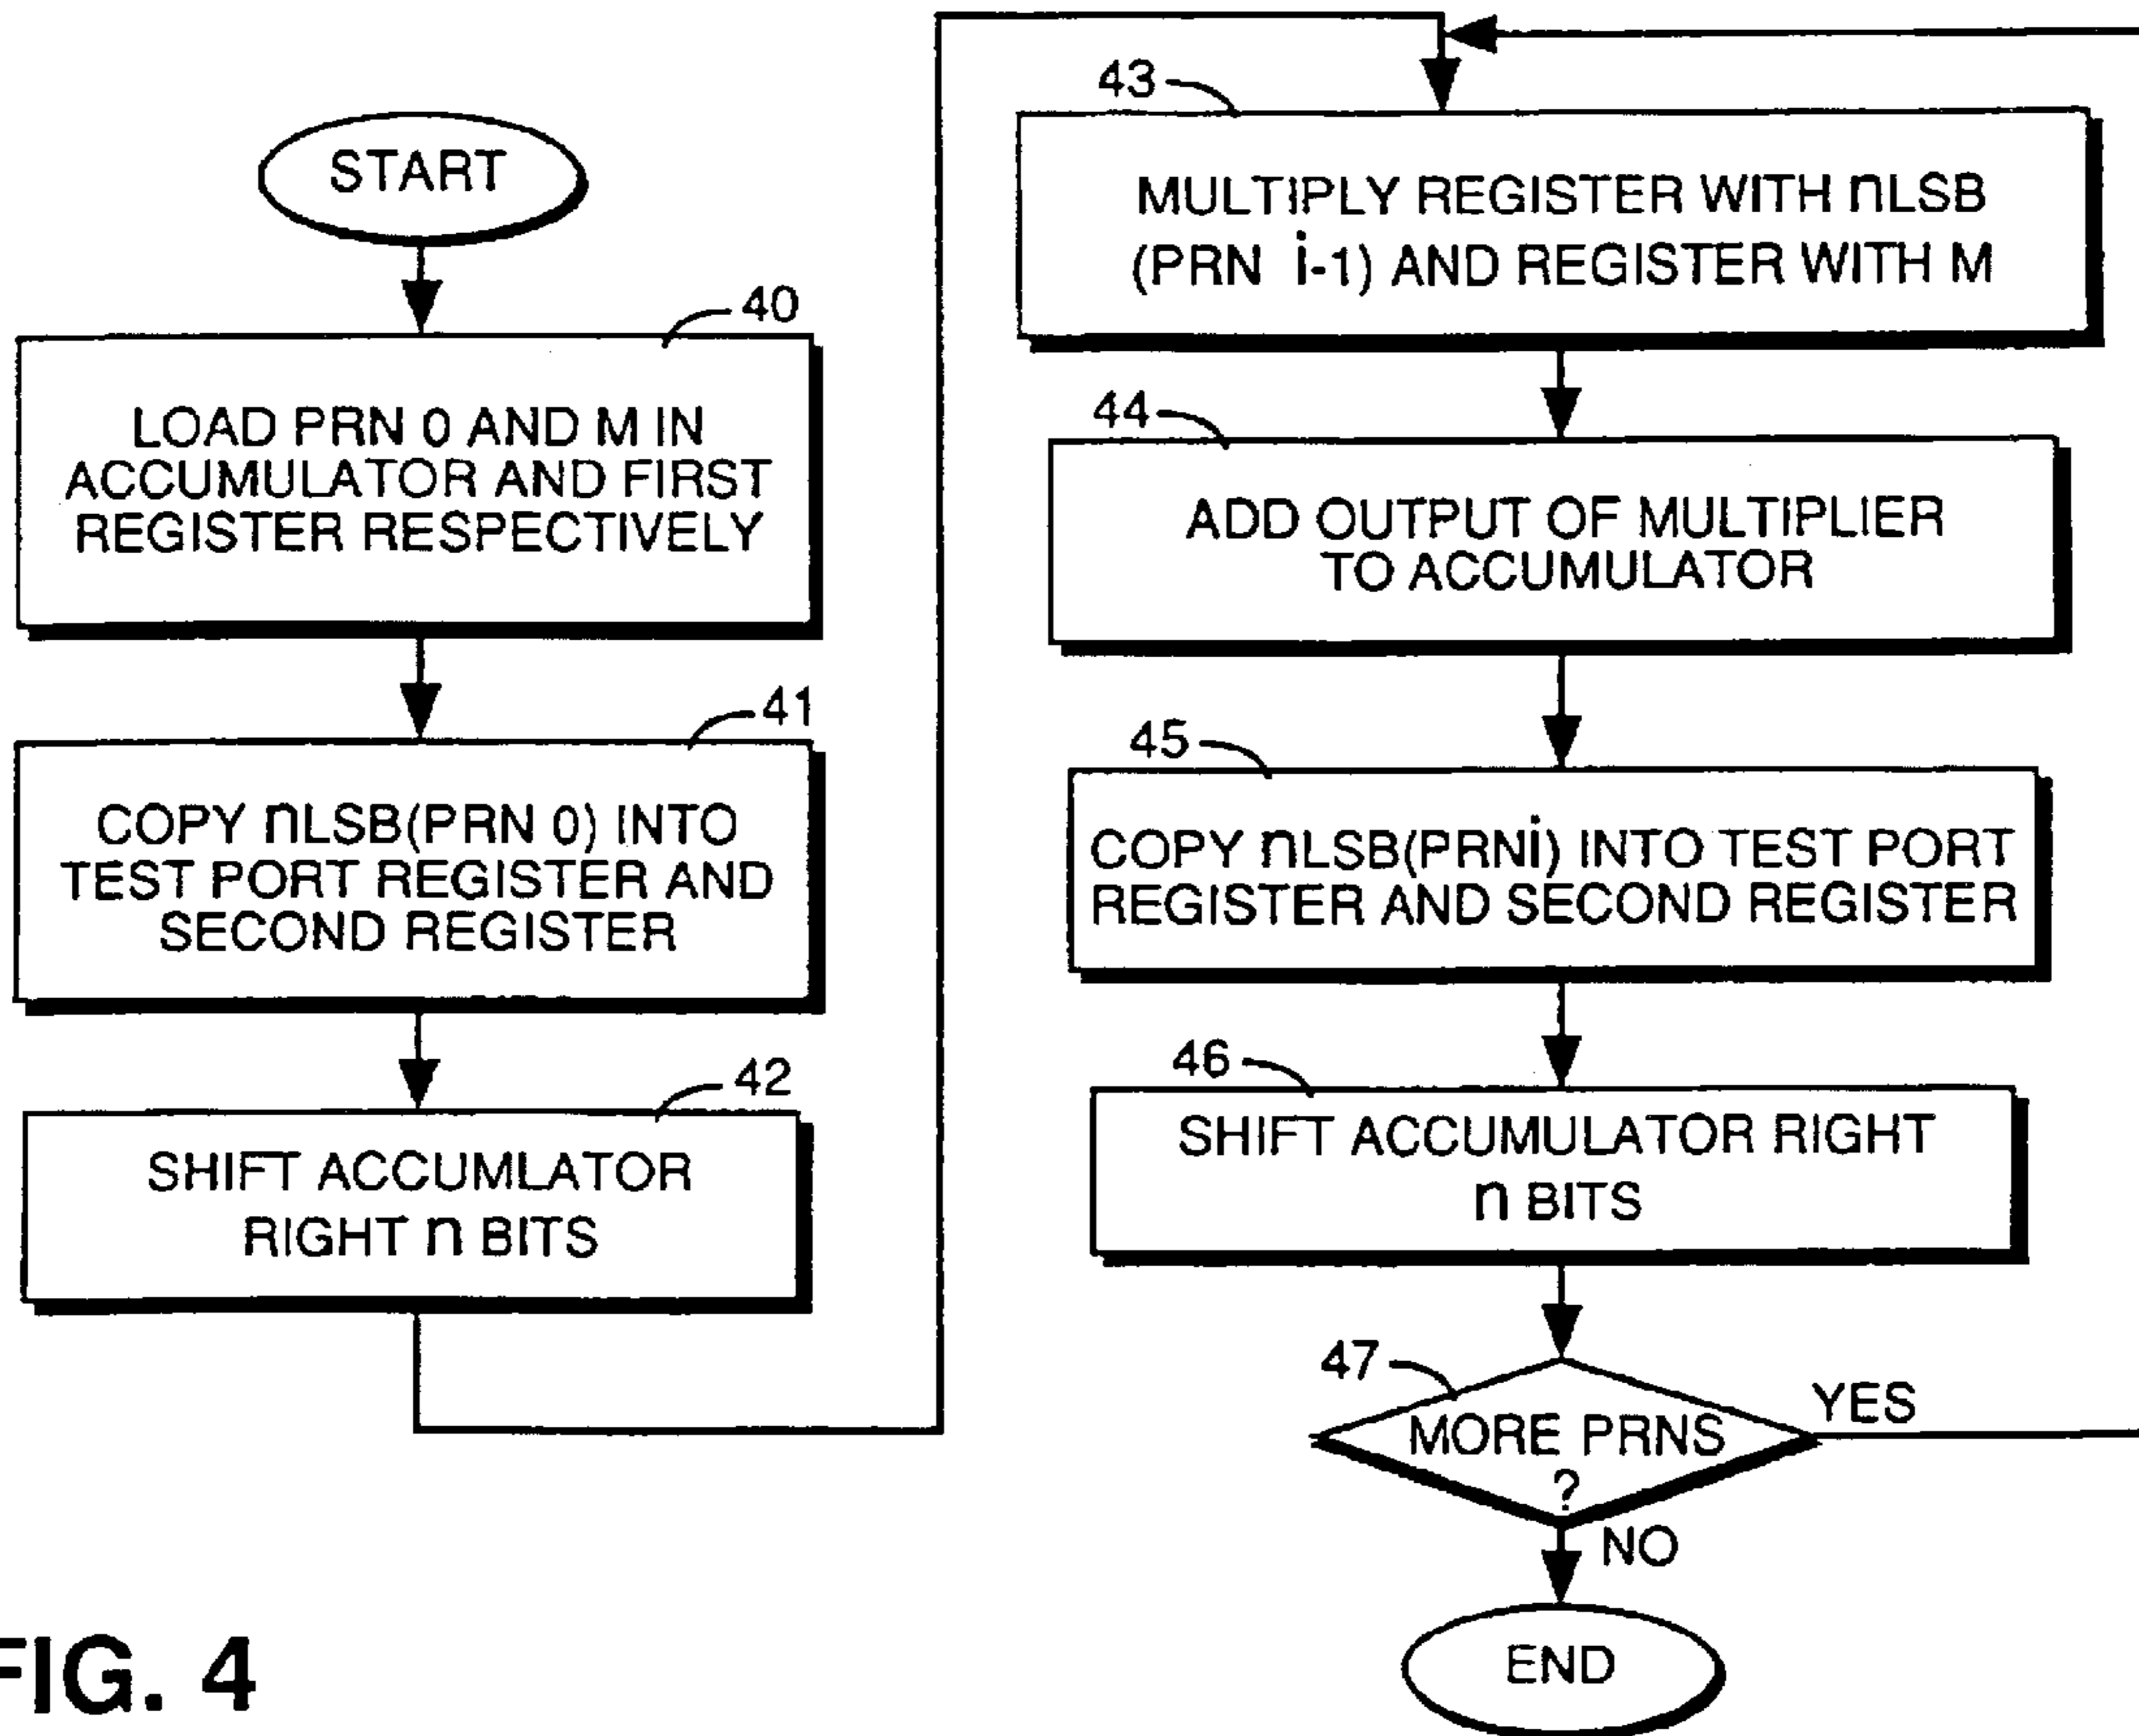 START
40
LOAD PRN 0 AND M IN
ACCUMULATOR AND FIRST
REGISTER RESPECTIVELY
41
COPY nLSB(PRN 0) INTO
TEST PORT REGISTER AND
SECOND REGISTER
42
SHIFT ACCUMLATOR
RIGHT n BITS
43
MULTIPLY REGISTER WITH nLSB
(PRN i-1) AND REGISTER WITH M
44
ADD OUTPUT OF MULTIPLIER
TO ACCUMULATOR
45
COPY nLSB(PRNi) INTO TEST PORT
REGISTER AND SECOND REGISTER
46
SHIFT ACCUMULATOR RIGHT
n BITS
47
MORE PRNS
?
YES
NO
END
FIG. 4